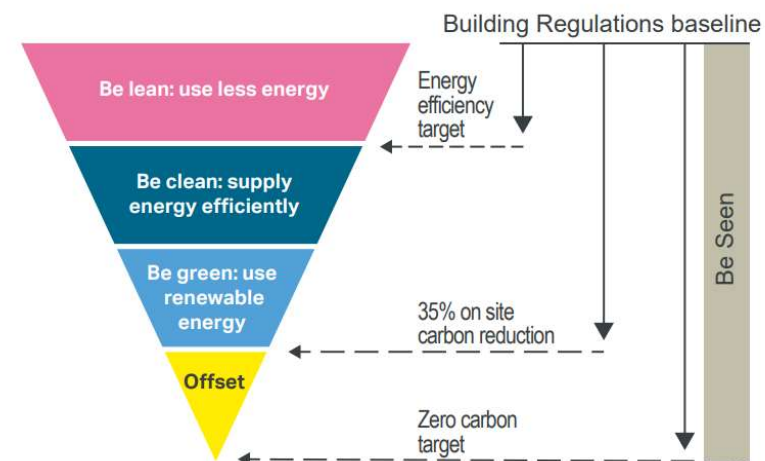 Building Regulations baseline
Be lean: use less energy
Energy
efficiency
target
Be clean: supply
energy efficiently
Be Seen
Be green: use
renewable
energy
35% on site
carbon reduction
Offset
Zero carbon
target